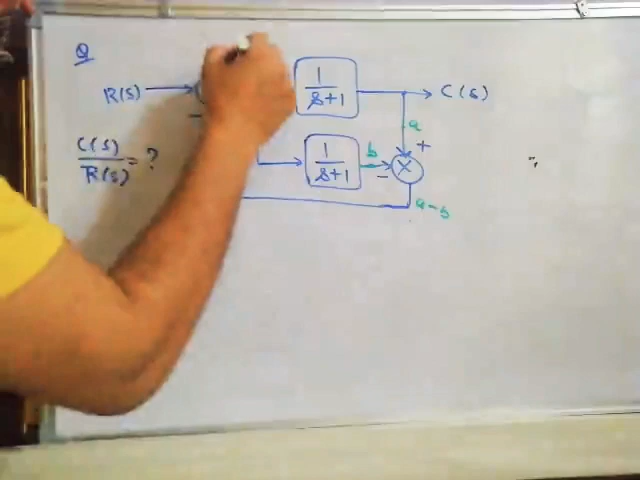 Q
R(S) 1/S+1 C(S)
−
a
+
C(S)/R(S) = ?
1/S+1 b
−
a-b